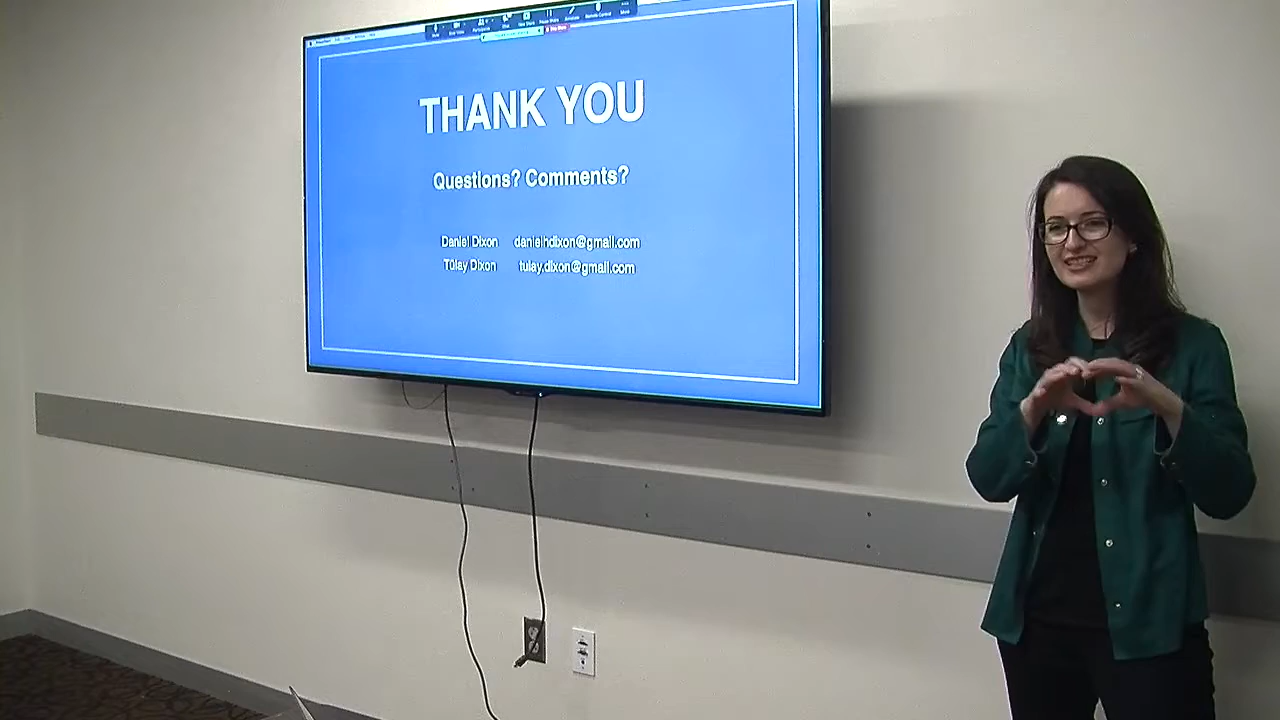 THANK YOU
Questions? Comments?
Daniel Dixon danielhdixon@gmail.com
Tülay Dixon tulay.dixon@gmail.com